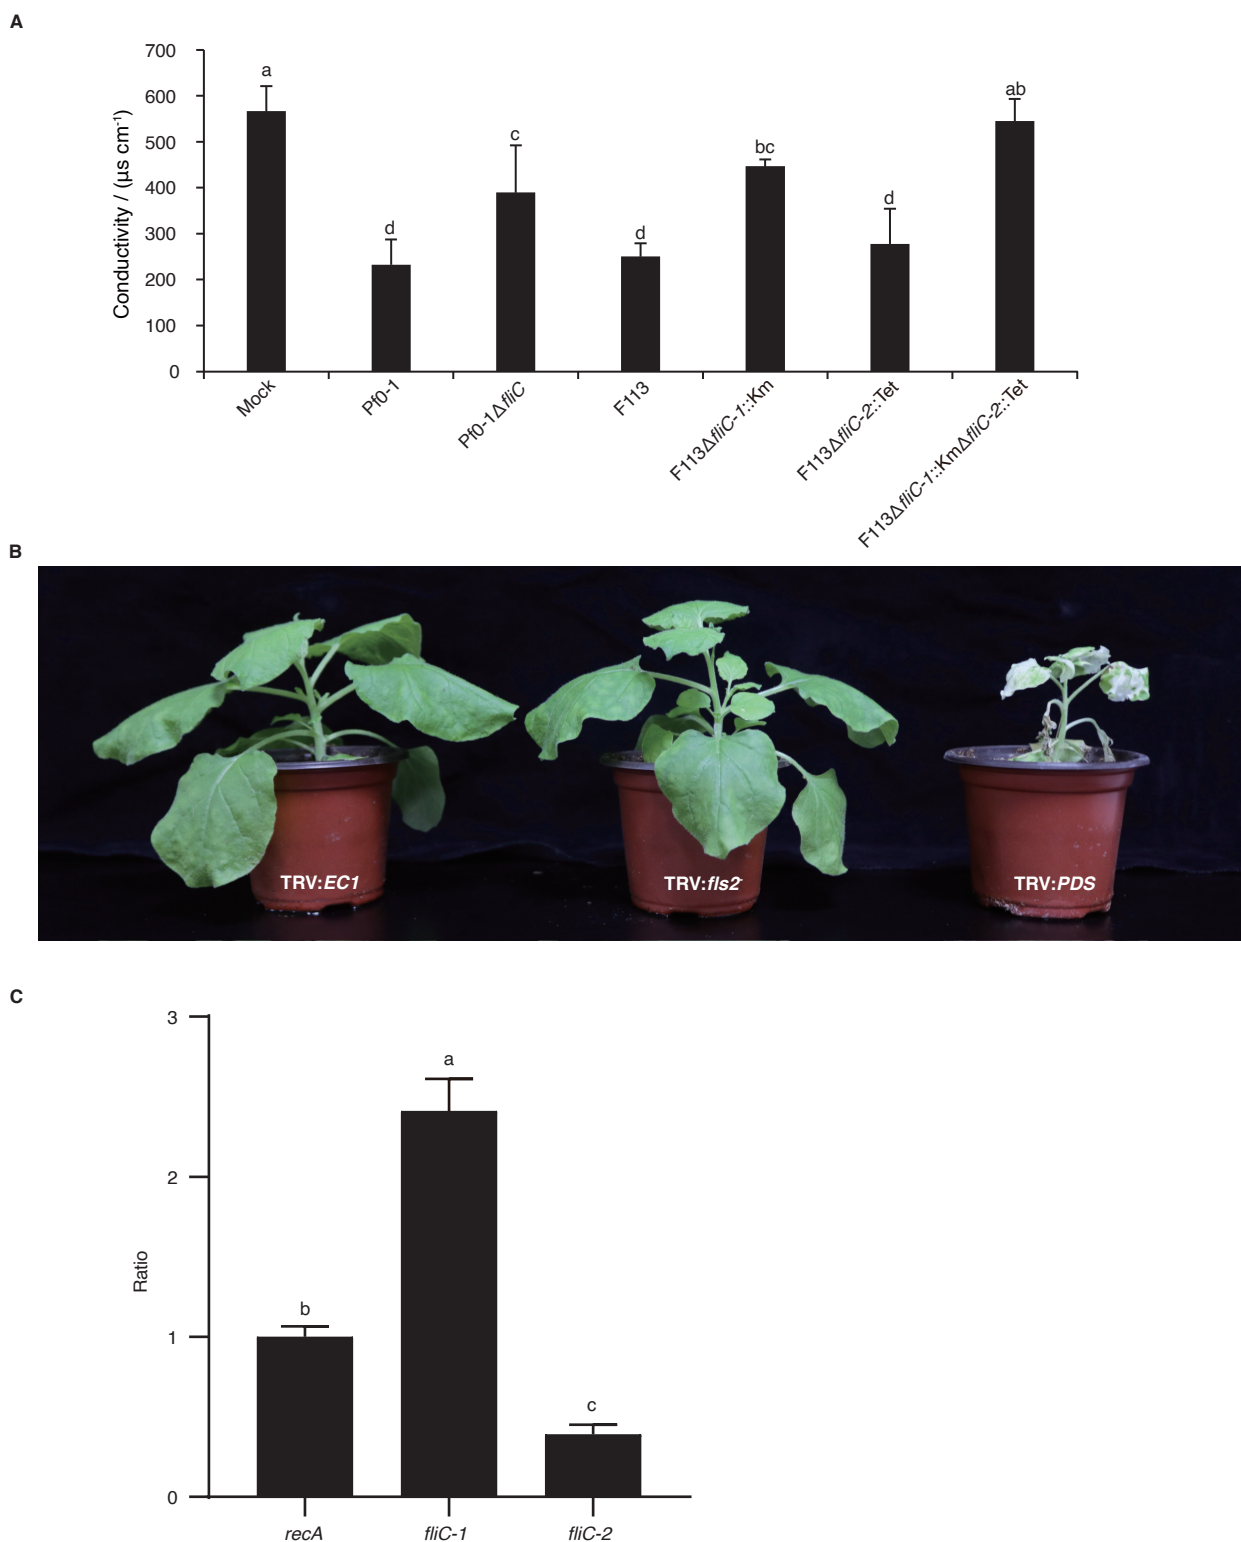 A
700
600
500
400
300
200
100
0
Conductivity / (µs cm⁻¹)
a
d
c
d
bc
d
ab
Mock
Pf0-1
Pf0-1ΔfliC
F113
F113ΔfliC-1::Km
F113ΔfliC-2::Tet
F113ΔfliC-1::KmΔfliC-2::Tet
B
TRV:EC1
TRV:fls2-
TRV:PDS
C
3
2
1
0
Ratio
b
a
c
recA
fliC-1
fliC-2